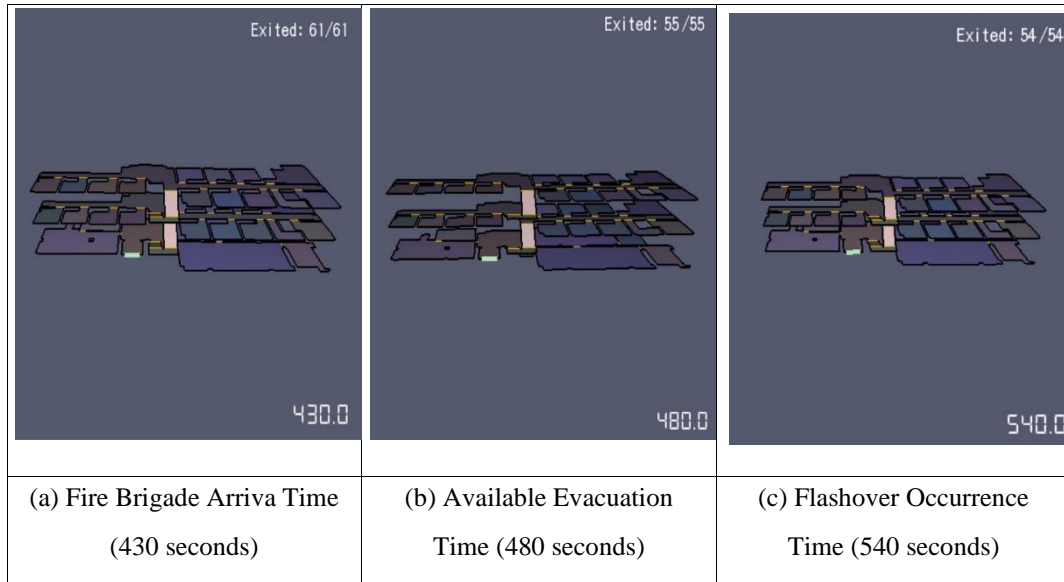 Exited: 61/61
430.0
Exited: 55/55
480.0
Exited: 54/54
540.0
(a) Fire Brigade Arriva Time
(430 seconds)
(b) Available Evacuation
Time (480 seconds)
(c) Flashover Occurrence
Time (540 seconds)